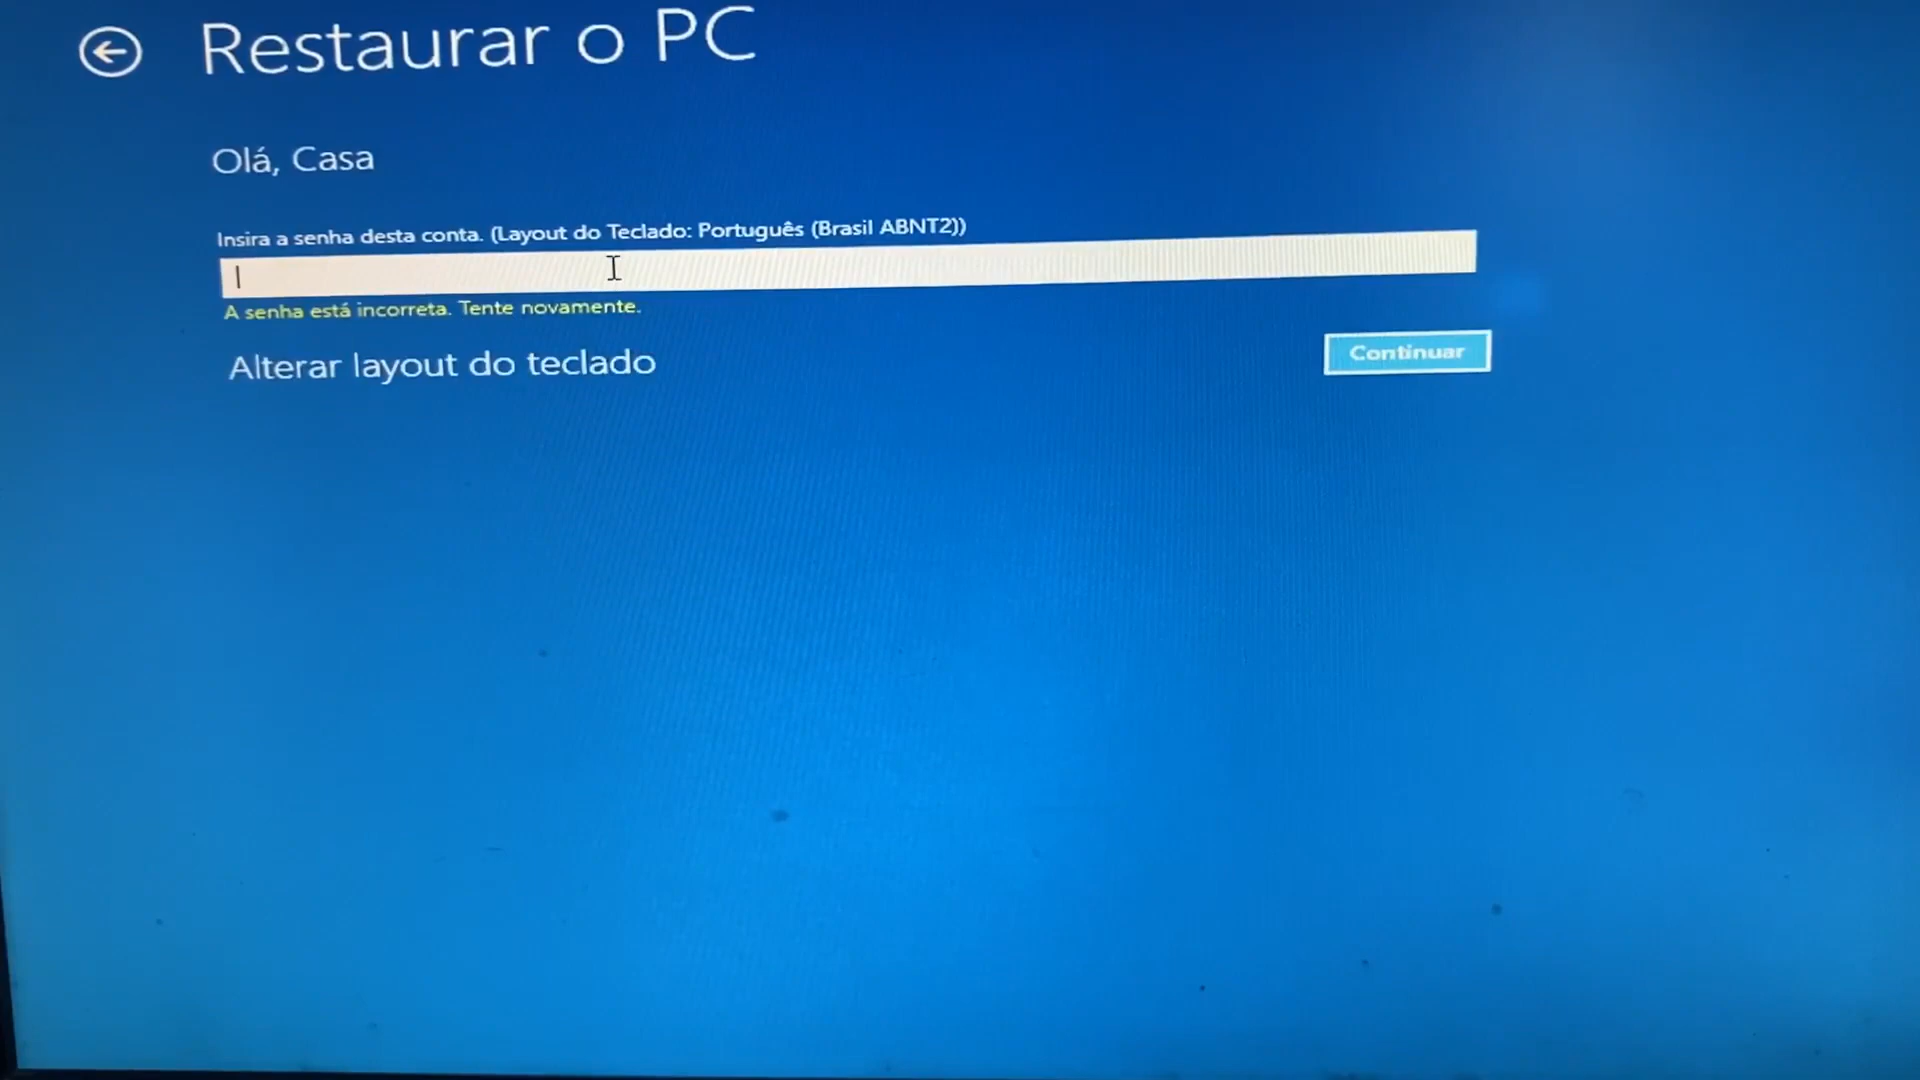 Restaurar o PC
Olá, Casa
Insira a senha desta conta. (Layout do Teclado: Português (Brasil ABNT2))
A senha está incorreta. Tente novamente.
Alterar layout do teclado
Continuar